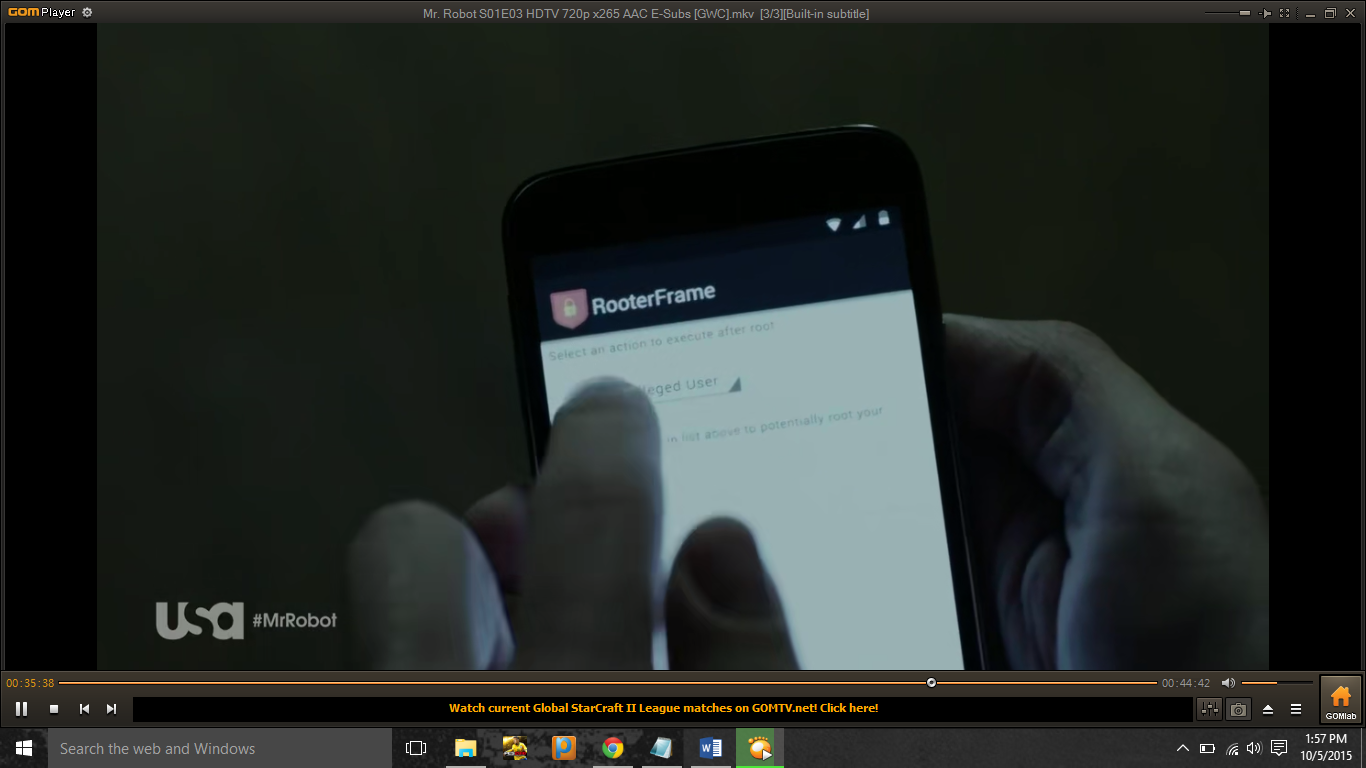 GOM Player
Mr. Robot S01E03 HDTV 720p x265 AAC E-Subs [GWC].mkv [3/3][Built-in subtitle]
RooterFrame
Select an action to execute after root
leged User
in list above to potentially root your
usa #MrRobot
00:35:38
00:44:42
Watch current Global StarCraft II League matches on GOMTV.net! Click here!
GOMlab
Search the web and Windows
1:57 PM
10/5/2015